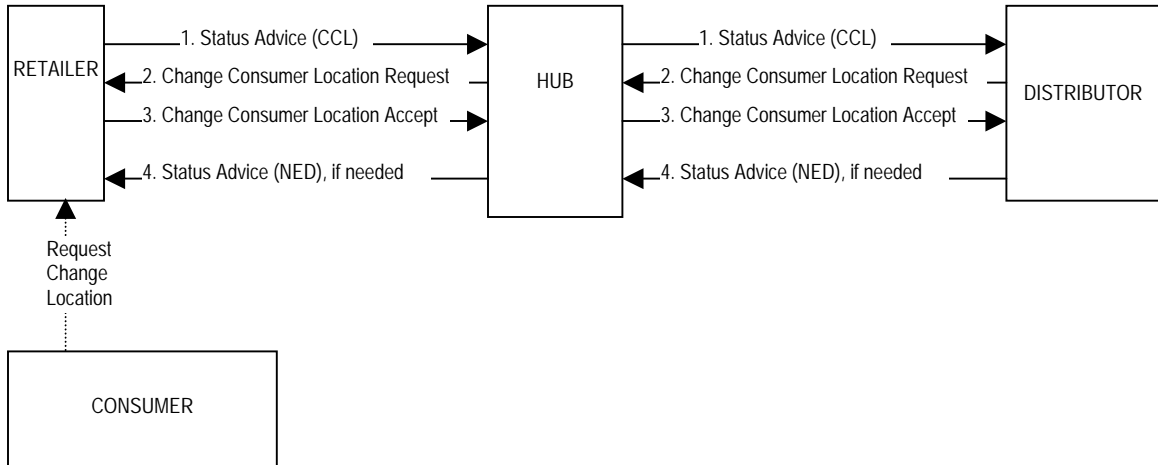 1. Status Advice (CCL)
1. Status Advice (CCL)
RETAILER
2. Change Consumer Location Request
HUB
2. Change Consumer Location Request
DISTRIBUTOR
3. Change Consumer Location Accept
3. Change Consumer Location Accept
4. Status Advice (NED), if needed
4. Status Advice (NED), if needed
Request
Change
Location
CONSUMER